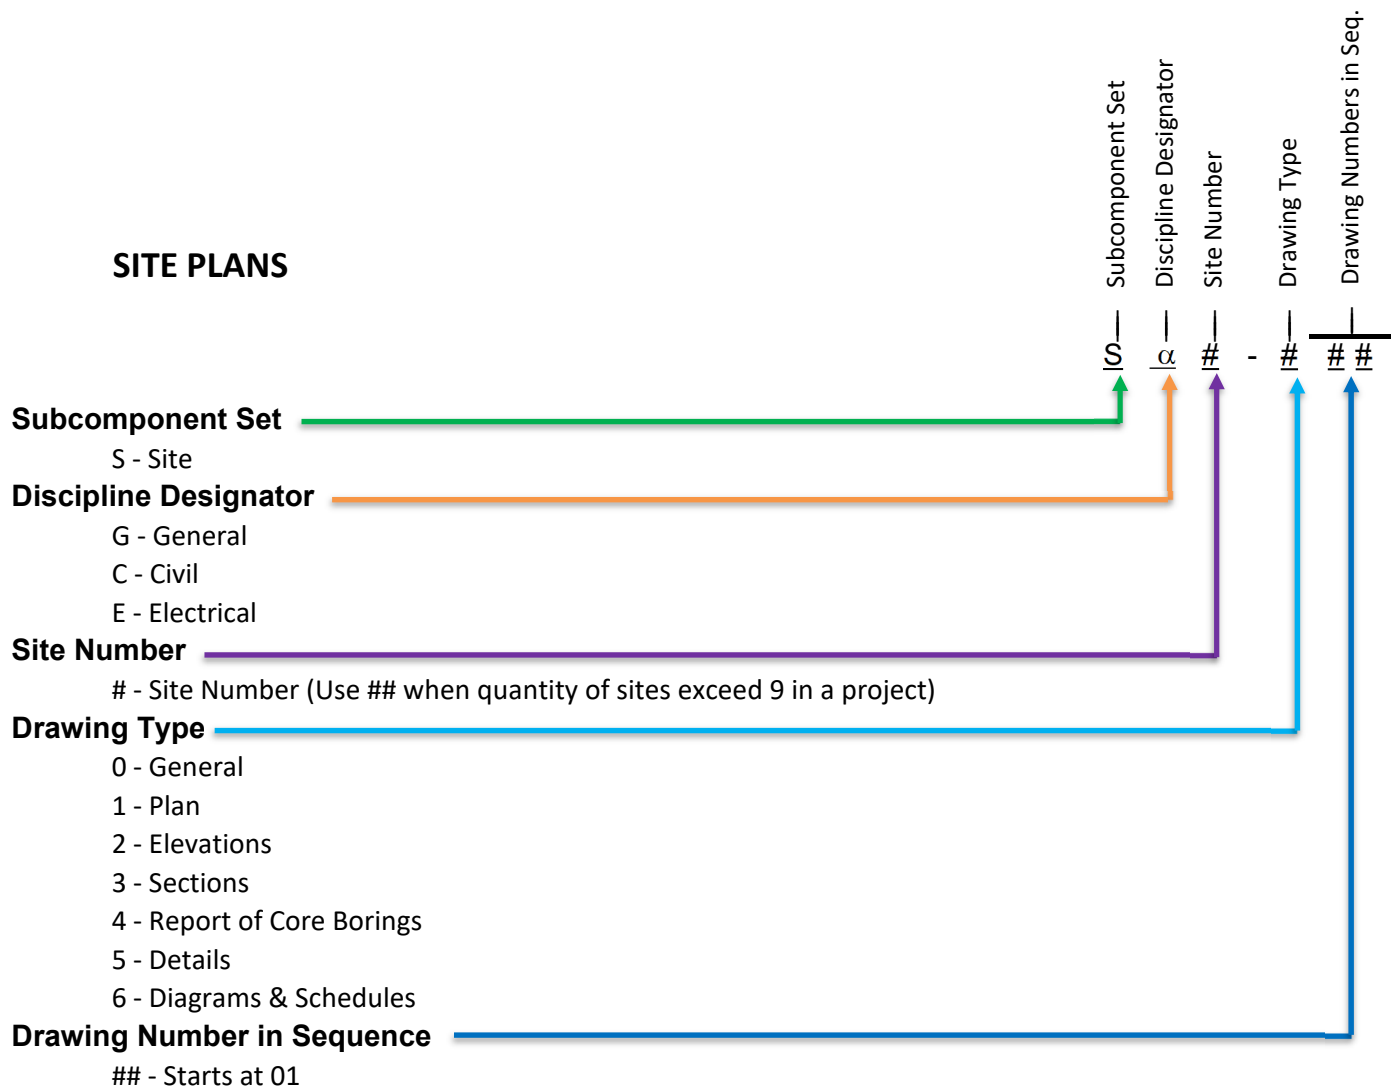 Subcomponent Set
Discipline Designator
Site Number
Drawing Type
Drawing Numbers in Seq.
SITE PLANS
S α # - # # #
Subcomponent Set
S - Site
Discipline Designator
G - General
C - Civil
E - Electrical
Site Number
# - Site Number (Use ## when quantity of sites exceed 9 in a project)
Drawing Type
0 - General
1 - Plan
2 - Elevations
3 - Sections
4 - Report of Core Borings
5 - Details
6 - Diagrams & Schedules
Drawing Number in Sequence
## - Starts at 01